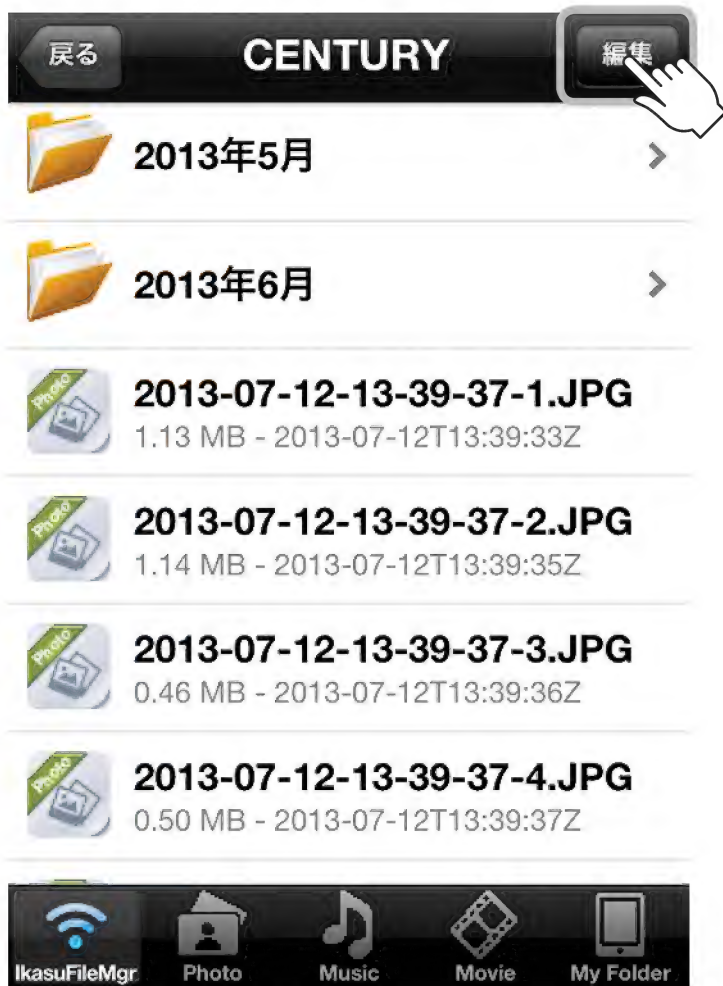 戻る CENTURY 編集
2013年5月
2013年6月
Photo
2013-07-12-13-39-37-1.JPG
1.13 MB - 2013-07-12T13:39:33Z
Photo
2013-07-12-13-39-37-2.JPG
1.14 MB - 2013-07-12T13:39:35Z
Photo
2013-07-12-13-39-37-3.JPG
0.46 MB - 2013-07-12T13:39:36Z
Photo
2013-07-12-13-39-37-4.JPG
0.50 MB - 2013-07-12T13:39:37Z
IkasuFileMgr Photo Music Movie My Folder